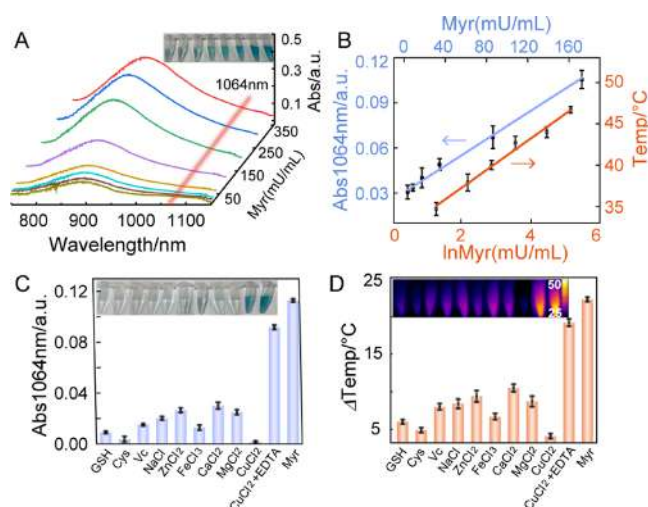 A
1064nm
0.5
0.3
0.1
Abs/a.u.
350
250
150
50
Myr(mU/mL)
800
900
1000
1100
Wavelength/nm
B
Myr(mU/mL)
0
40
80
120
160
0.12
0.09
0.06
0.03
Abs1064nm/a.u.
50
45
40
35
Temp/°C
0
2
3
5
6
lnMyr(mU/mL)
C
0.12
0.08
0.04
0.00
Abs1064nm/a.u.
GSH
Cys
Vc
NaCl
ZnCl2
FeCl3
CaCl2
MgCl2
CuCl2
CuCl2+EDTA
Myr
D
25
15
5
ΔTemp/°C
50
25
GSH
Cys
Vc
NaCl
ZnCl2
FeCl3
CaCl2
MgCl2
CuCl2
CuCl2+EDTA
Myr